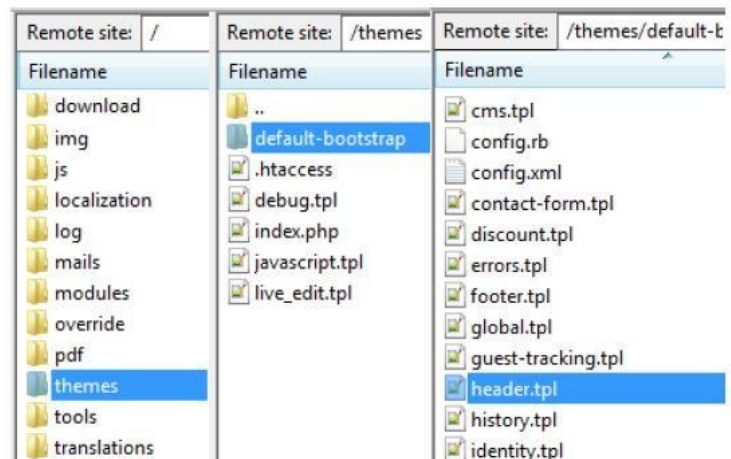 Remote site: /
Filename
download
img
js
localization
log
mails
modules
override
pdf
themes
tools
translations
Remote site: /themes
Filename
..
default-bootstrap
.htaccess
debug.tpl
index.php
javascript.tpl
live_edit.tpl
Remote site: /themes/default-b
Filename
cms.tpl
config.rb
config.xml
contact-form.tpl
discount.tpl
errors.tpl
footer.tpl
global.tpl
guest-tracking.tpl
header.tpl
history.tpl
identity.tpl